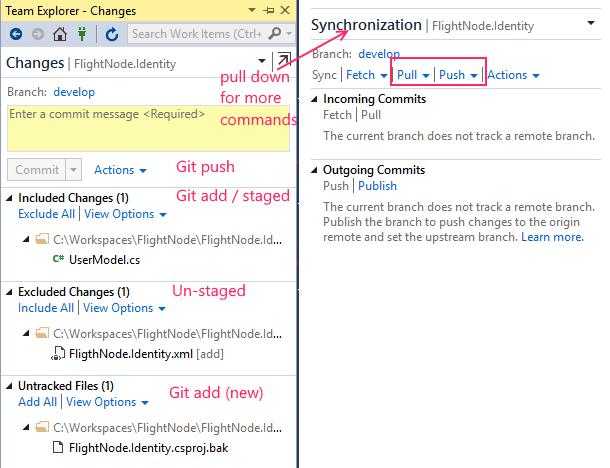 Team Explorer - Changes
Search Work Items (Ctrl+
Changes | FlightNode.Identity
Branch: develop
Enter a commit message <Required>
Commit
Actions
Git push
Git add / staged
Included Changes (1)
Exclude All | View Options
C:\Workspaces\FlightNode\FlightNode.Ide...
C# UserModel.cs
Excluded Changes (1)
Un-staged
Include All | View Options
C:\Workspaces\FlightNode\FlightNode.Ide...
FligthNode.Identity.xml [add]
Untracked Files (1)
Git add (new)
Add All | View Options
C:\Workspaces\FlightNode\FlightNode.Ide...
FlightNode.Identity.csproj.bak
pull down
for more
commands
Synchronization | FlightNode.Identity
Branch: develop
Sync | Fetch | Pull | Push | Actions
Incoming Commits
Fetch | Pull
The current branch does not track a remote branch.
Outgoing Commits
Push | Publish
The current branch does not track a remote branch.
Publish the branch to push changes to the origin
remote and set the upstream branch. Learn more.